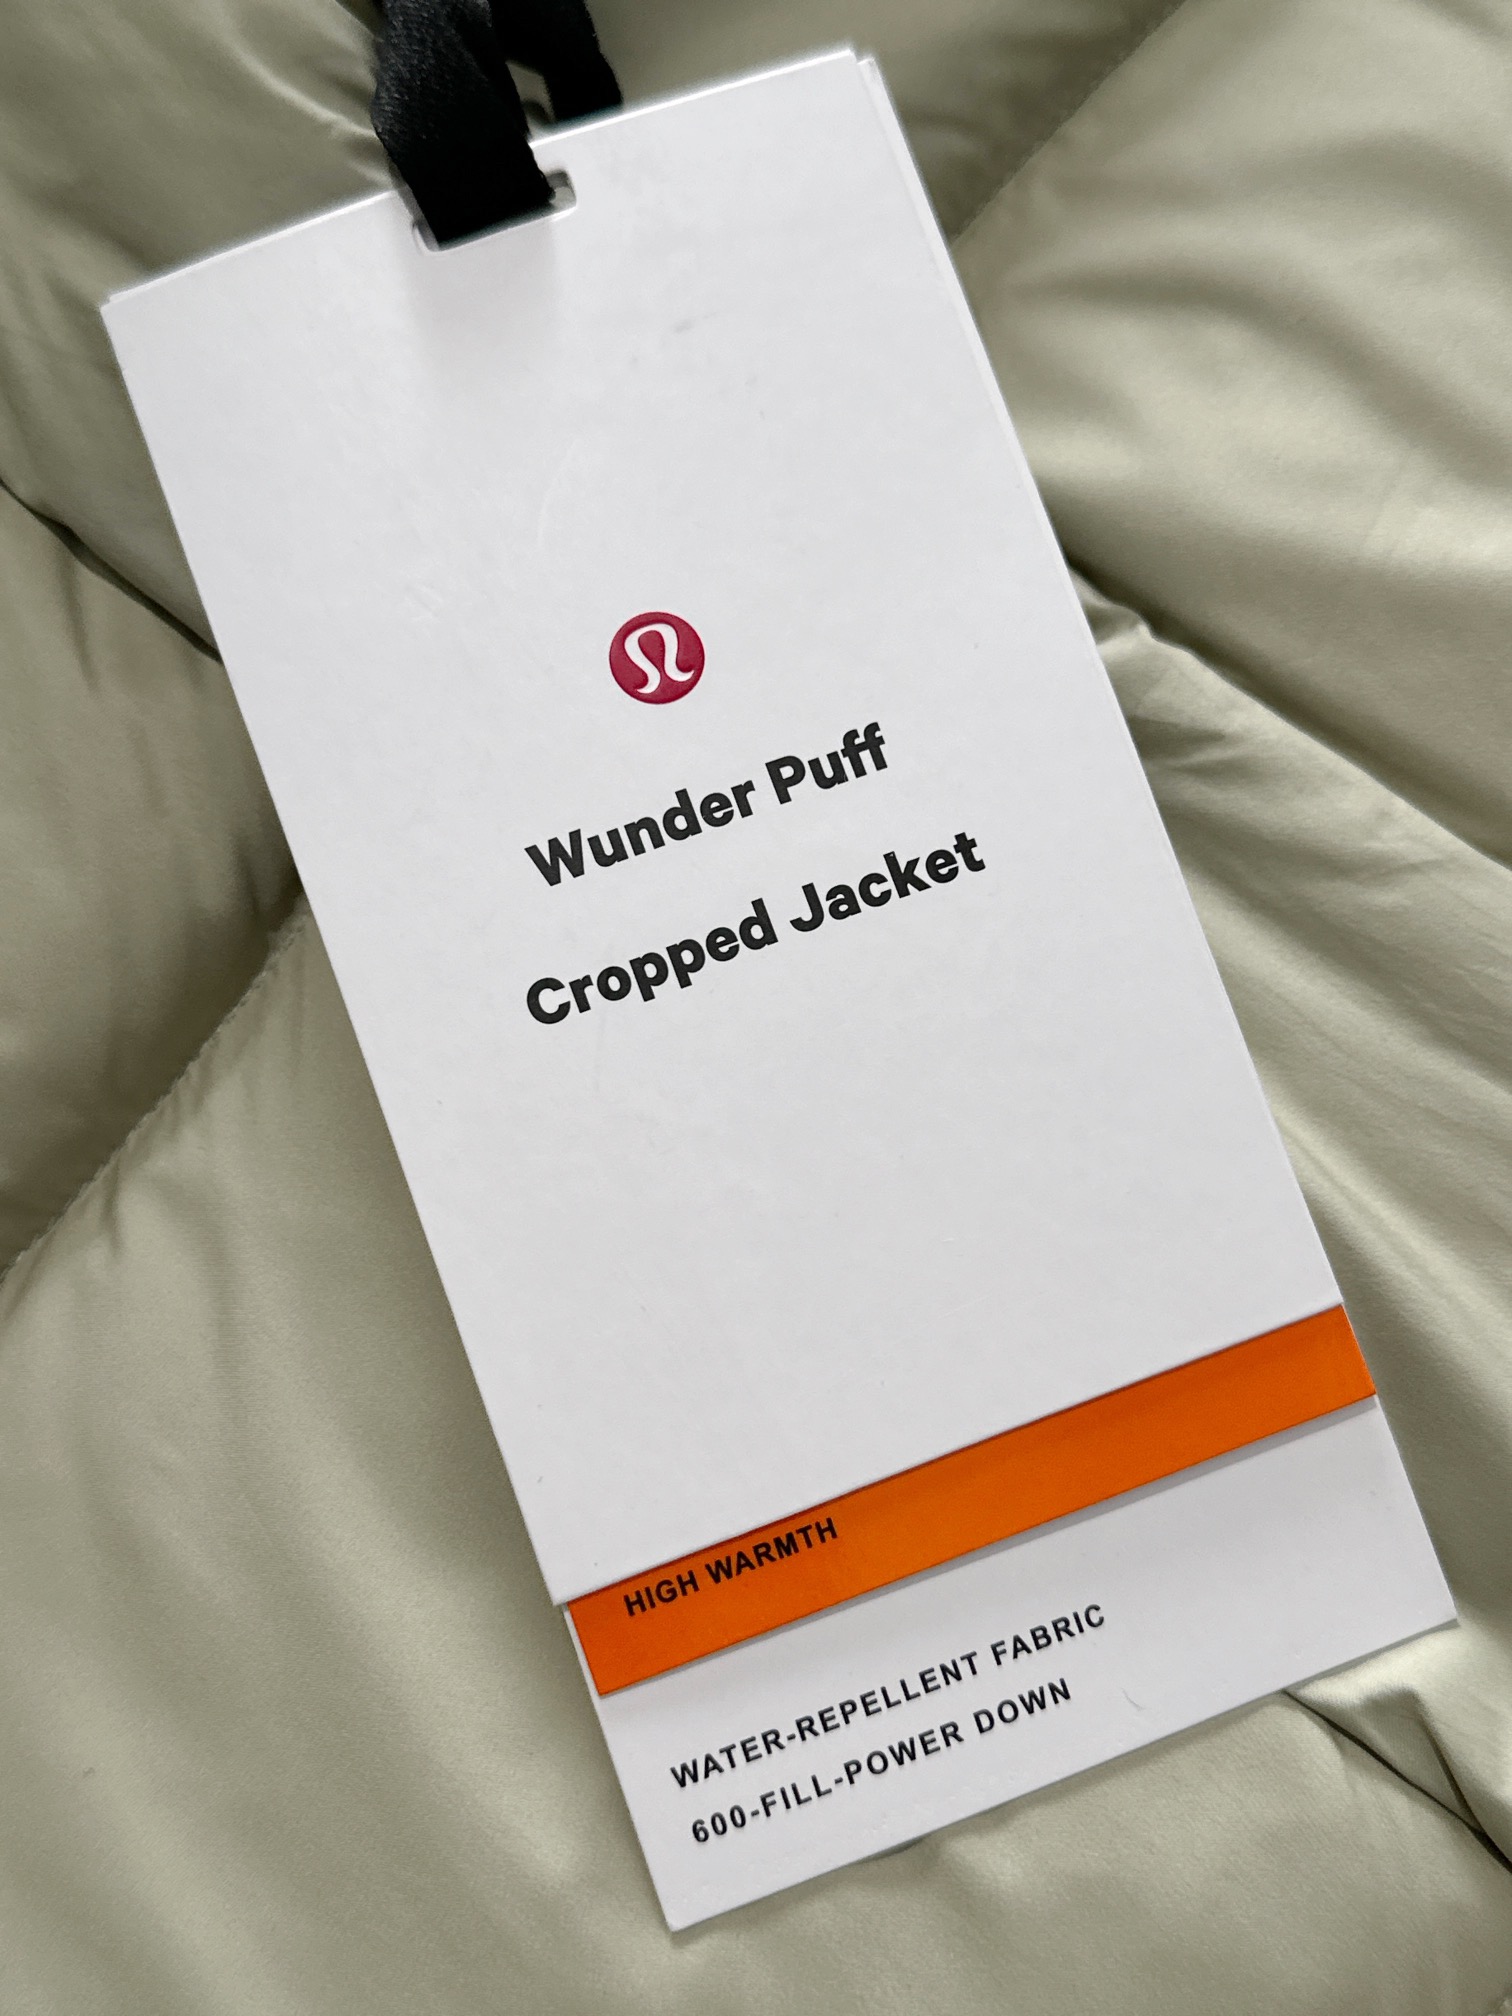 Wunder Puff
Cropped Jacket
HIGH WARMTH
WATER-REPELLENT FABRIC
600-FILL-POWER DOWN